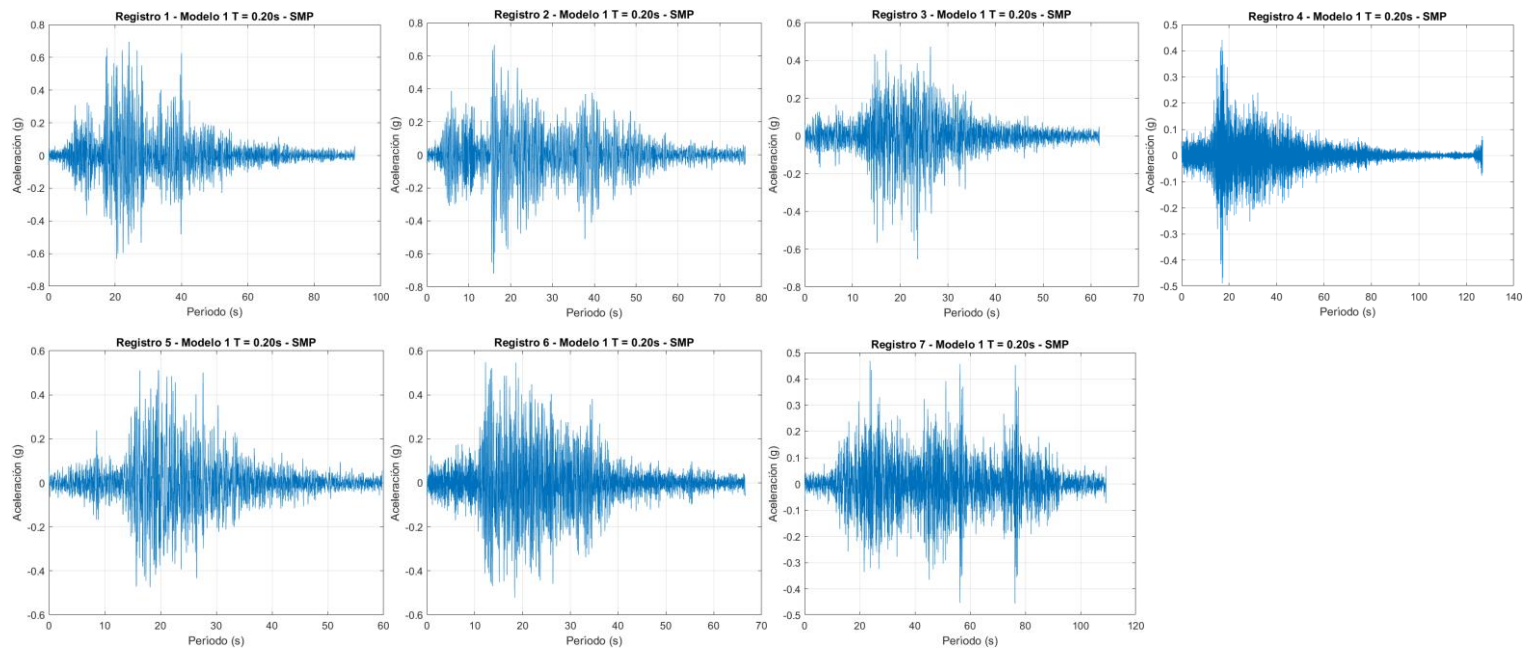 Registro 1 - Modelo 1 T = 0.20s - SMP
Aceleración (g)
0.8
0.6
0.4
0.2
0
-0.2
-0.4
-0.6
-0.8
0 20 40 60 80 100
Periodo (s)
Registro 2 - Modelo 1 T = 0.20s - SMP
Aceleración (g)
0.8
0.6
0.4
0.2
0
-0.2
-0.4
-0.6
-0.8
0 10 20 30 40 50 60 70 80
Periodo (s)
Registro 3 - Modelo 1 T = 0.20s - SMP
Aceleración (g)
0.6
0.4
0.2
0
-0.2
-0.4
-0.6
-0.8
0 10 20 30 40 50 60 70
Periodo (s)
Registro 4 - Modelo 1 T = 0.20s - SMP
Aceleración (g)
0.5
0.4
0.3
0.2
0.1
0
-0.1
-0.2
-0.3
-0.4
-0.5
0 20 40 60 80 100 120 140
Periodo (s)
Registro 5 - Modelo 1 T = 0.20s - SMP
Aceleración (g)
0.6
0.4
0.2
0
-0.2
-0.4
-0.6
0 10 20 30 40 50 60
Periodo (s)
Registro 6 - Modelo 1 T = 0.20s - SMP
Aceleración (g)
0.6
0.4
0.2
0
-0.2
-0.4
-0.6
0 10 20 30 40 50 60 70
Periodo (s)
Registro 7 - Modelo 1 T = 0.20s - SMP
Aceleración (g)
0.5
0.4
0.3
0.2
0.1
0
-0.1
-0.2
-0.3
-0.4
-0.5
0 20 40 60 80 100 120
Periodo (s)